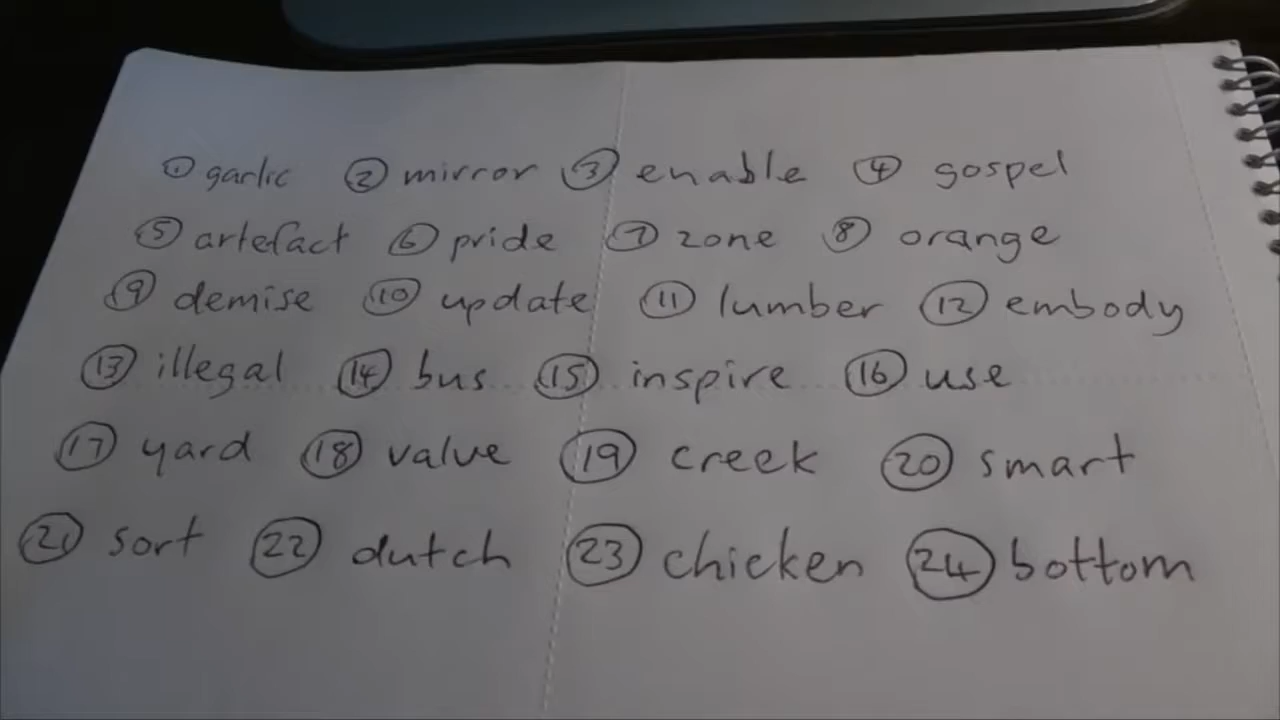 ① garlic ② mirror ③ enable ④ gospel
⑤ artefact ⑥ pride ⑦ zone ⑧ orange
⑨ demise ⑩ update ⑪ lumber ⑫ embody
⑬ illegal ⑭ bus ⑮ inspire ⑯ use
⑰ yard ⑱ value ⑲ creek ⑳ smart
㉑ sort ㉒ dutch ㉓ chicken ㉔ bottom